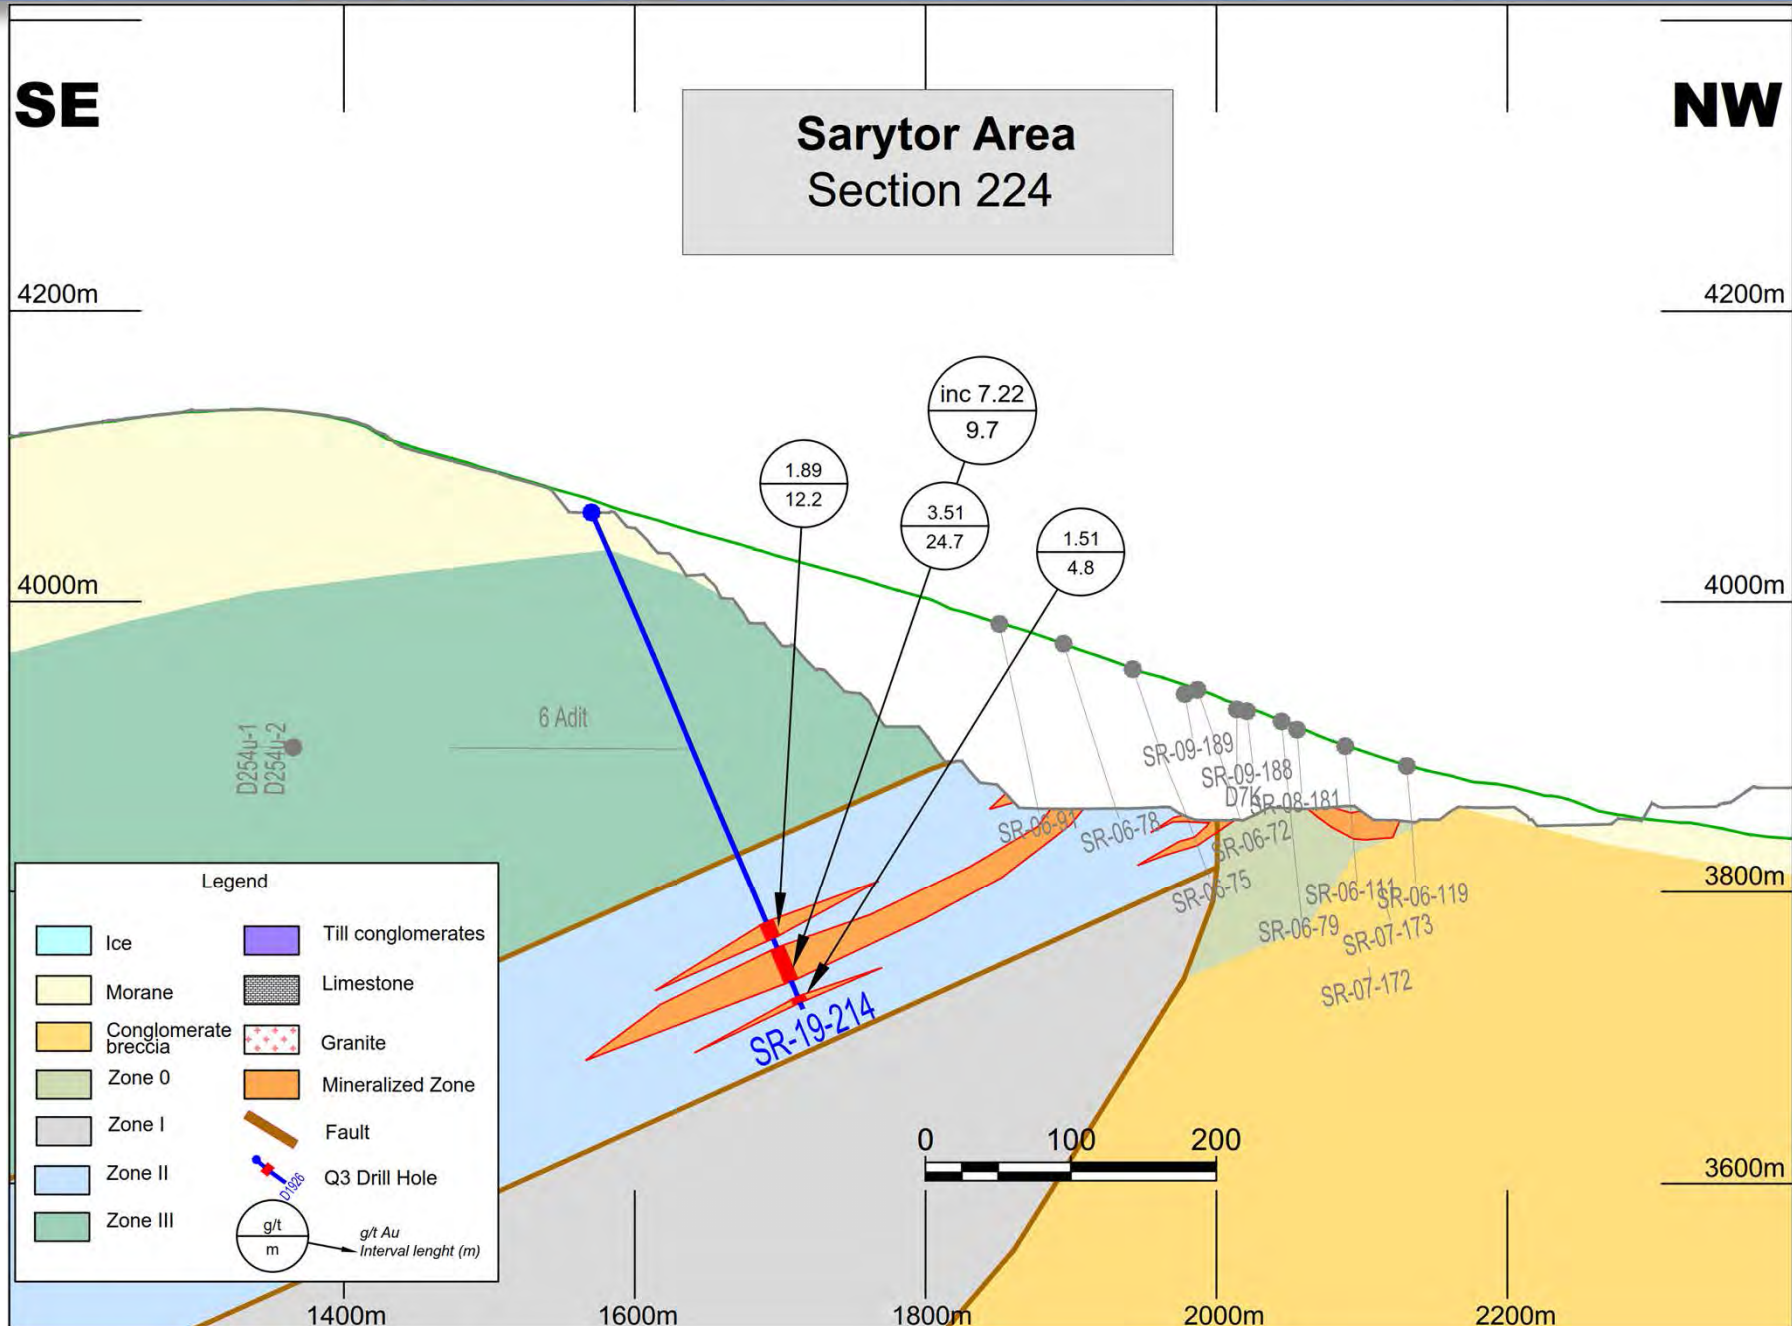 SE
NW
Sarytor Area
Section 224
4200m
4200m
inc 7.22
9.7
1.89
12.2
3.51
24.7
1.51
4.8
4000m
4000m
6 Adit
D254u-1
D254u-2
SR-09-189
SR-09-188
D7K
SR-08-181
SR-06-91
SR-06-78
SR-06-72
SR-06-75
SR-06-111
SR-06-119
SR-06-79
SR-07-173
SR-07-172
3800m
SR-19-214
Legend
Ice
Till conglomerates
Morane
Limestone
Conglomerate
breccia
Granite
Zone 0
Mineralized Zone
Zone I
Fault
Zone II
Q3 Drill Hole
D1926
Zone III
g/t
m
g/t Au
Interval lenght (m)
0
100
200
3600m
1400m
1600m
1800m
2000m
2200m